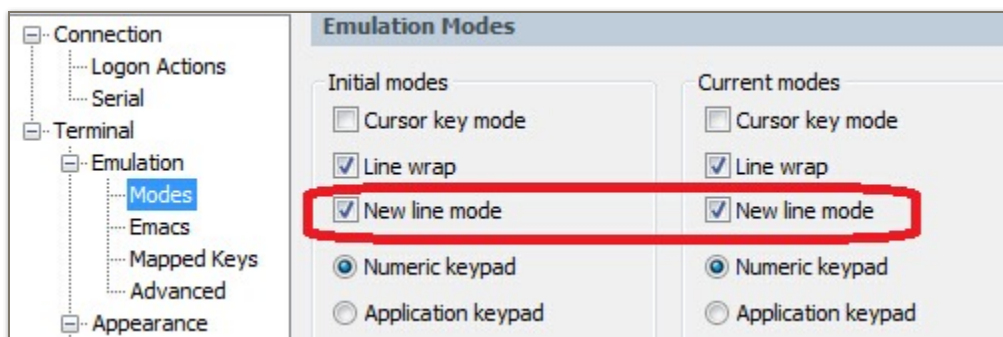 Connection
Logon Actions
Serial
Terminal
Emulation
Modes
Emacs
Mapped Keys
Advanced
Appearance
Emulation Modes
Initial modes
Cursor key mode
Line wrap
New line mode
Numeric keypad
Application keypad
Current modes
Cursor key mode
Line wrap
New line mode
Numeric keypad
Application keypad